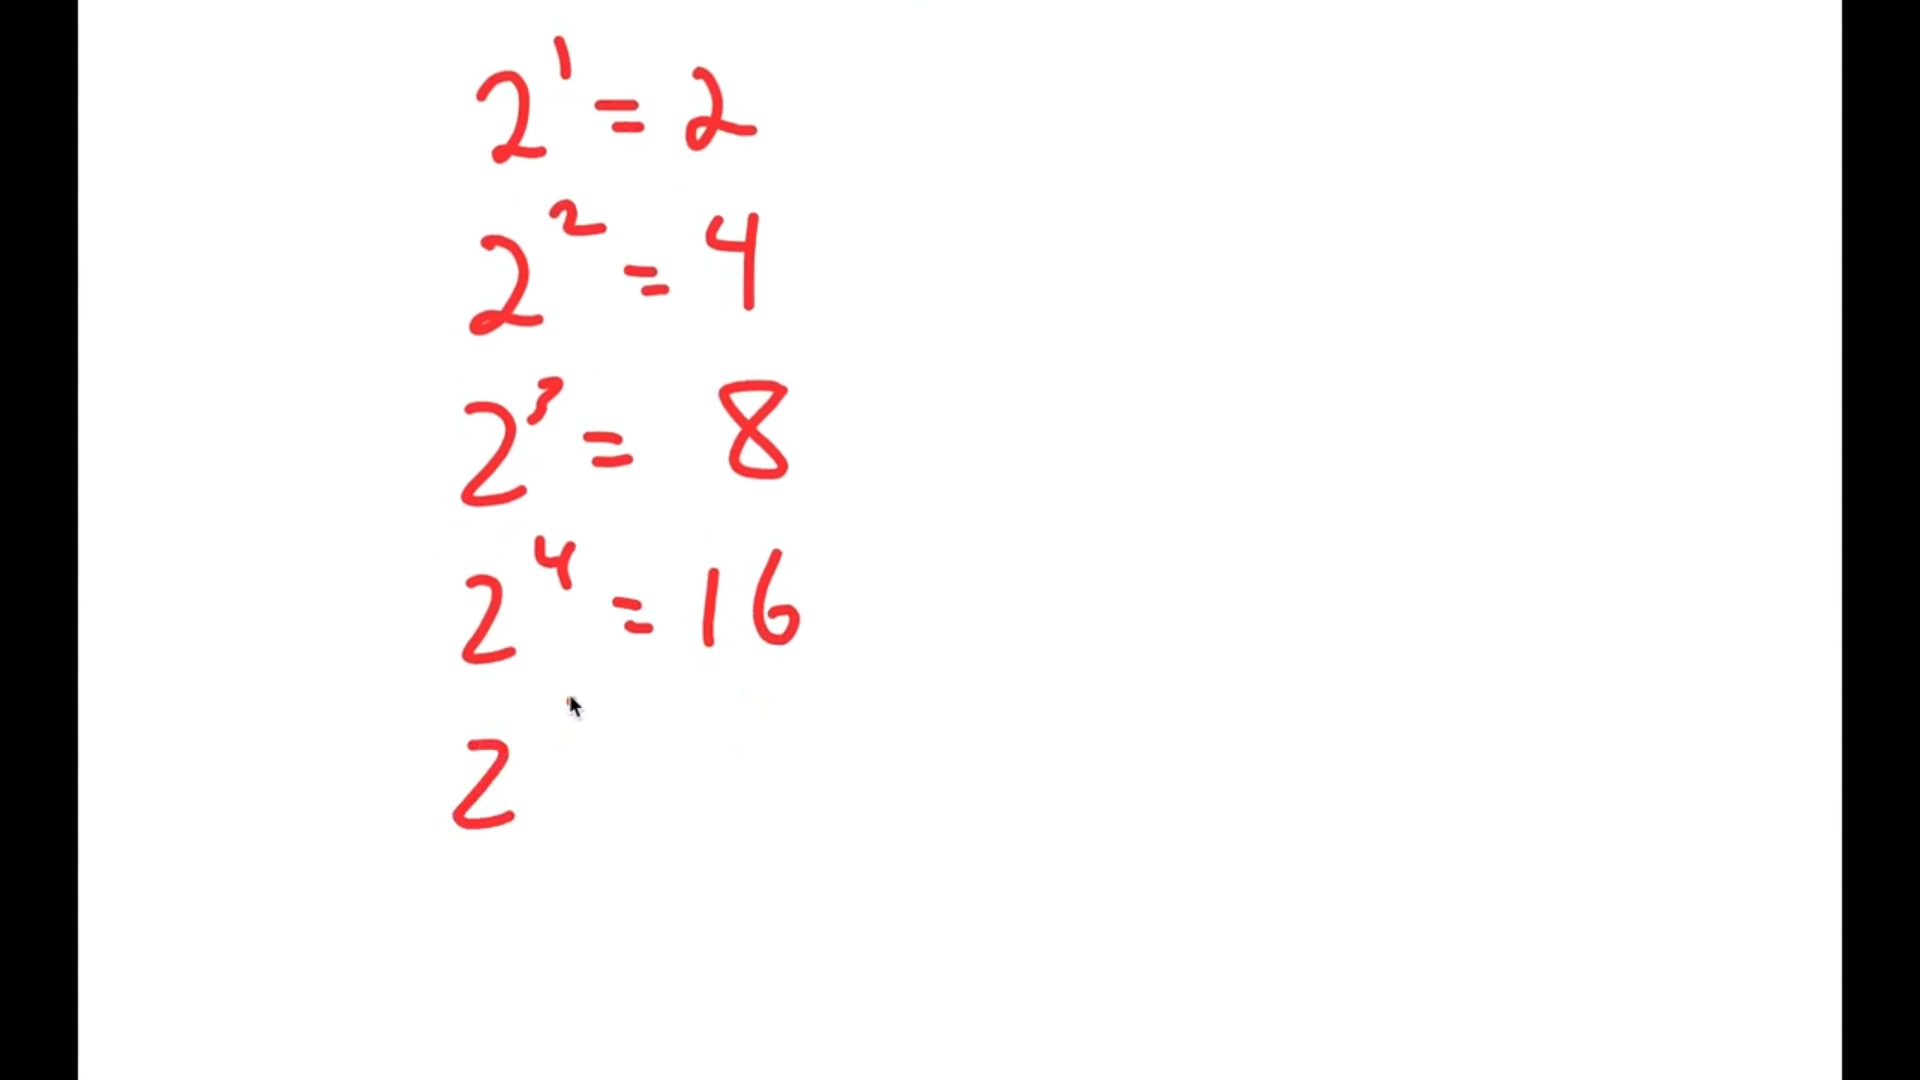 2¹ = 2
2² = 4
2³ = 8
2⁴ = 16
2